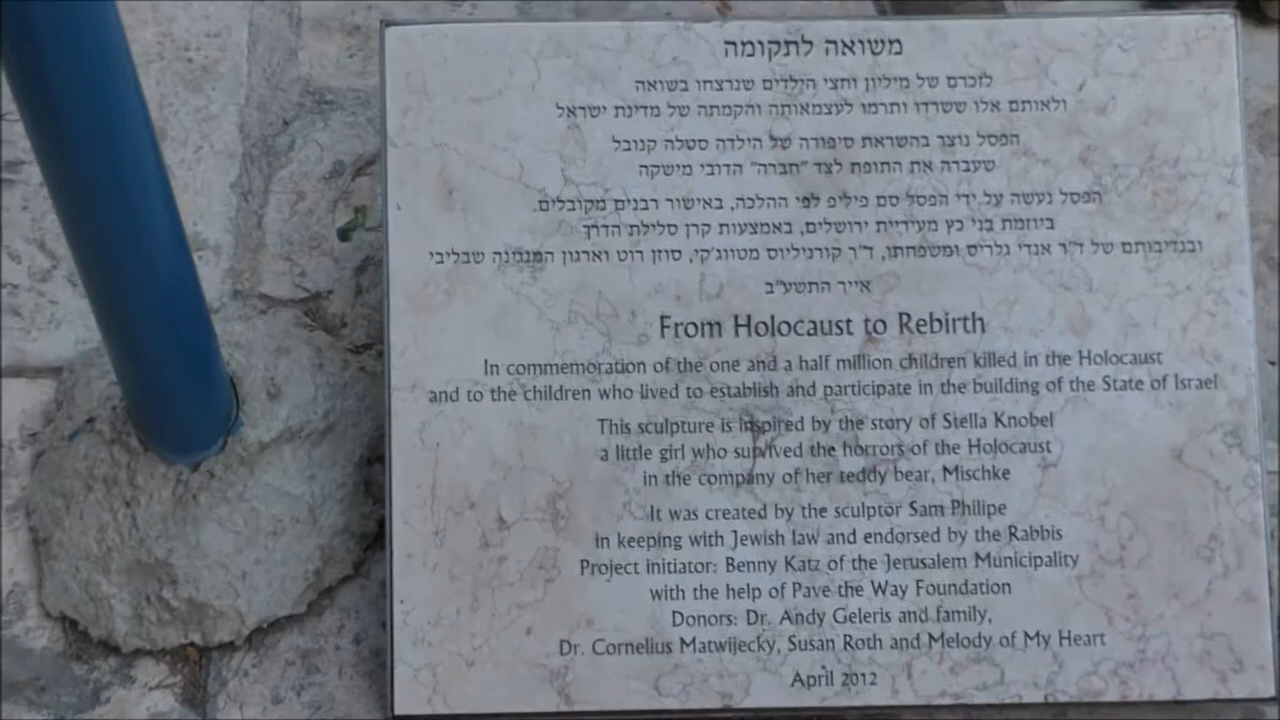 משואה לתקומה
לזכרם של מיליון וחצי הילדים שנרצחו בשואה
ולאותם אלו ששרדו ותרמו לעצמאותה והקמתה של מדינת ישראל
הפסל נוצר בהשראת סיפורה של הילדה סטלה קנובל
שעברה את התופת לצד "חברה" הדובי מישקה
הפסל נעשה על ידי הפסל סם פיליפ לפי ההלכה, באישור רבנים מקובלים.
ביוזמת בני כץ מעיריית ירושלים, באמצעות קרן סלילת הדרך
ובנדיבותם של ד"ר אנדי גלריס ומשפחתו, ד"ר קורניליוס מטווג'קי, סוזן רוט וארגון המנגינה שבליבי
אייר התשע"ב
From Holocaust to Rebirth
In commemoration of the one and a half million children killed in the Holocaust
and to the children who lived to establish and participate in the building of the State of Israel
This sculpture is inspired by the story of Stella Knobel
a little girl who survived the horrors of the Holocaust
in the company of her teddy bear, Mischke
It was created by the sculptor Sam Philipe
in keeping with Jewish law and endorsed by the Rabbis
Project initiator: Benny Katz of the Jerusalem Municipality
with the help of Pave the Way Foundation
Donors: Dr. Andy Geleris and family,
Dr. Cornelius Matwijecky, Susan Roth and Melody of My Heart
April 2012